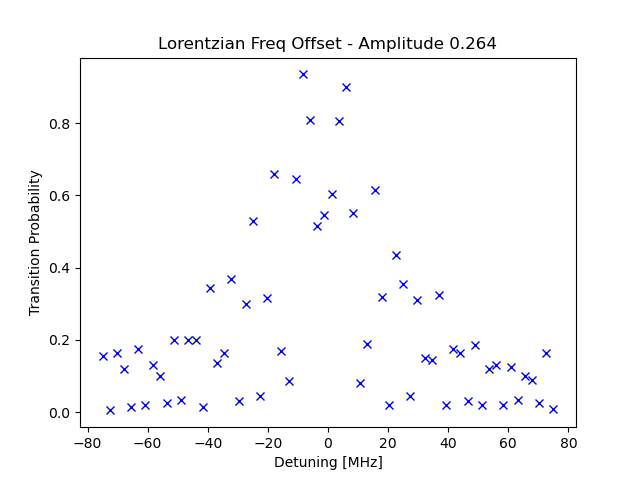 Lorentzian Freq Offset - Amplitude 0.264
Transition Probability
0.8
0.6
0.4
0.2
0.0
−80 −60 −40 −20 0 20 40 60 80
Detuning [MHz]